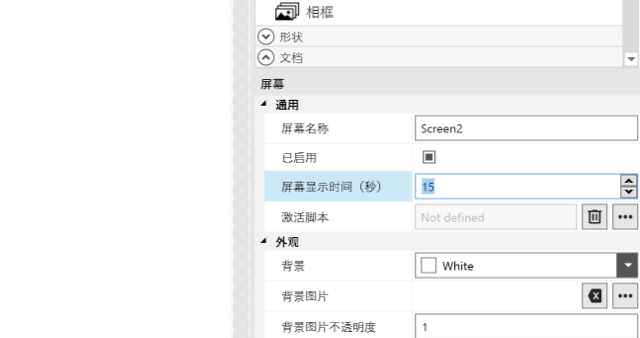 相框
形状
文档
屏幕
通用
屏幕名称 Screen2
已启用
屏幕显示时间（秒） 15
激活脚本 Not defined
外观
背景 White
背景图片
背景图片不透明度 1